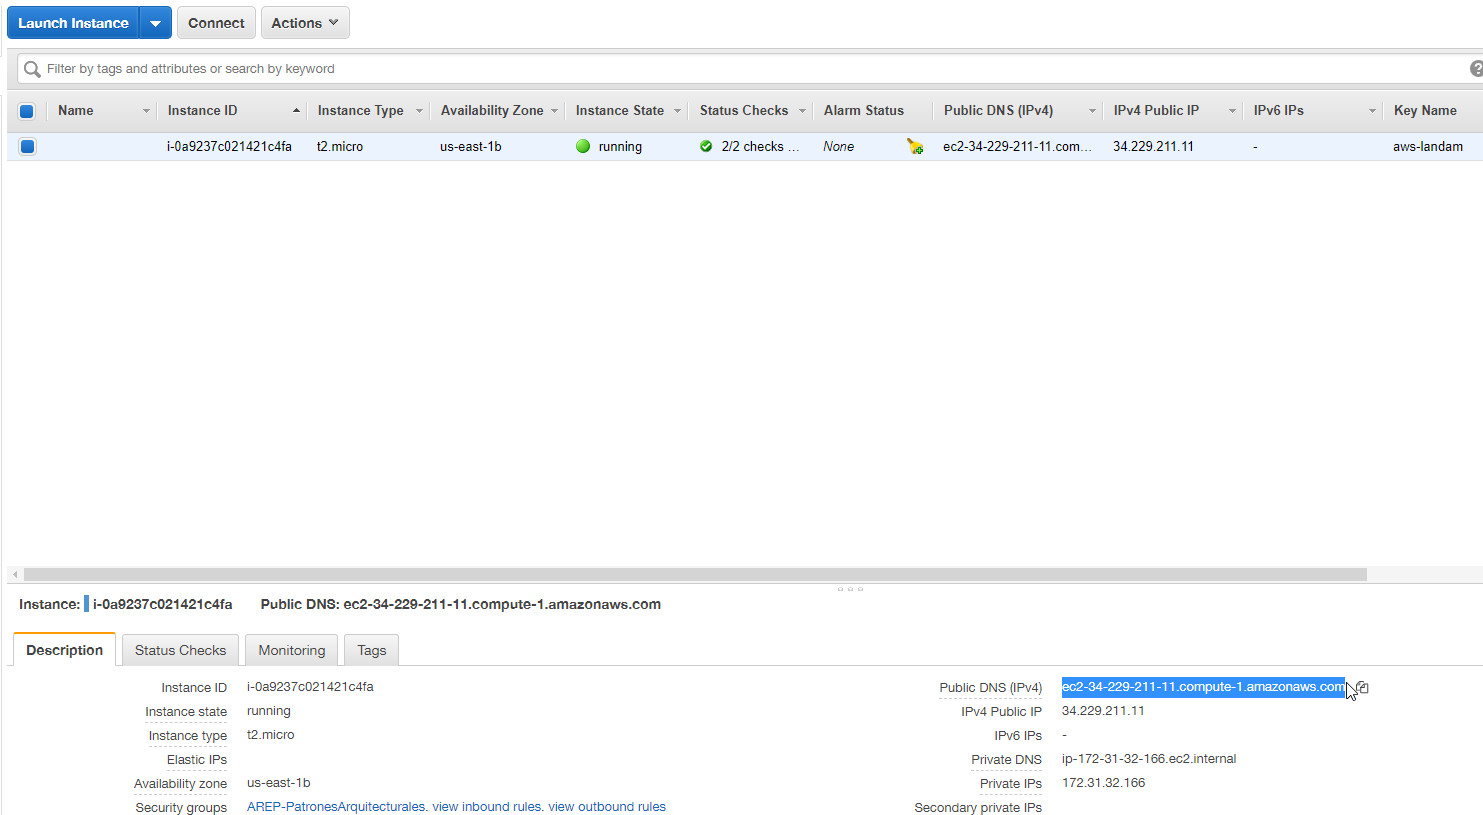 Launch Instance Connect Actions
Filter by tags and attributes or search by keyword
Name Instance ID Instance Type Availability Zone Instance State Status Checks Alarm Status Public DNS (IPv4) IPv4 Public IP IPv6 IPs Key Name
i-0a9237c021421c4fa t2.micro us-east-1b running 2/2 checks ... None ec2-34-229-211-11.com... 34.229.211.11 - aws-landam
Instance: i-0a9237c021421c4fa Public DNS: ec2-34-229-211-11.compute-1.amazonaws.com
Description Status Checks Monitoring Tags
Instance ID i-0a9237c021421c4fa Public DNS (IPv4) ec2-34-229-211-11.compute-1.amazonaws.com
Instance state running IPv4 Public IP 34.229.211.11
Instance type t2.micro IPv6 IPs -
Elastic IPs Private DNS ip-172-31-32-166.ec2.internal
Availability zone us-east-1b Private IPs 172.31.32.166
Security groups AREP-PatronesArquitecturales. view inbound rules. view outbound rules Secondary private IPs